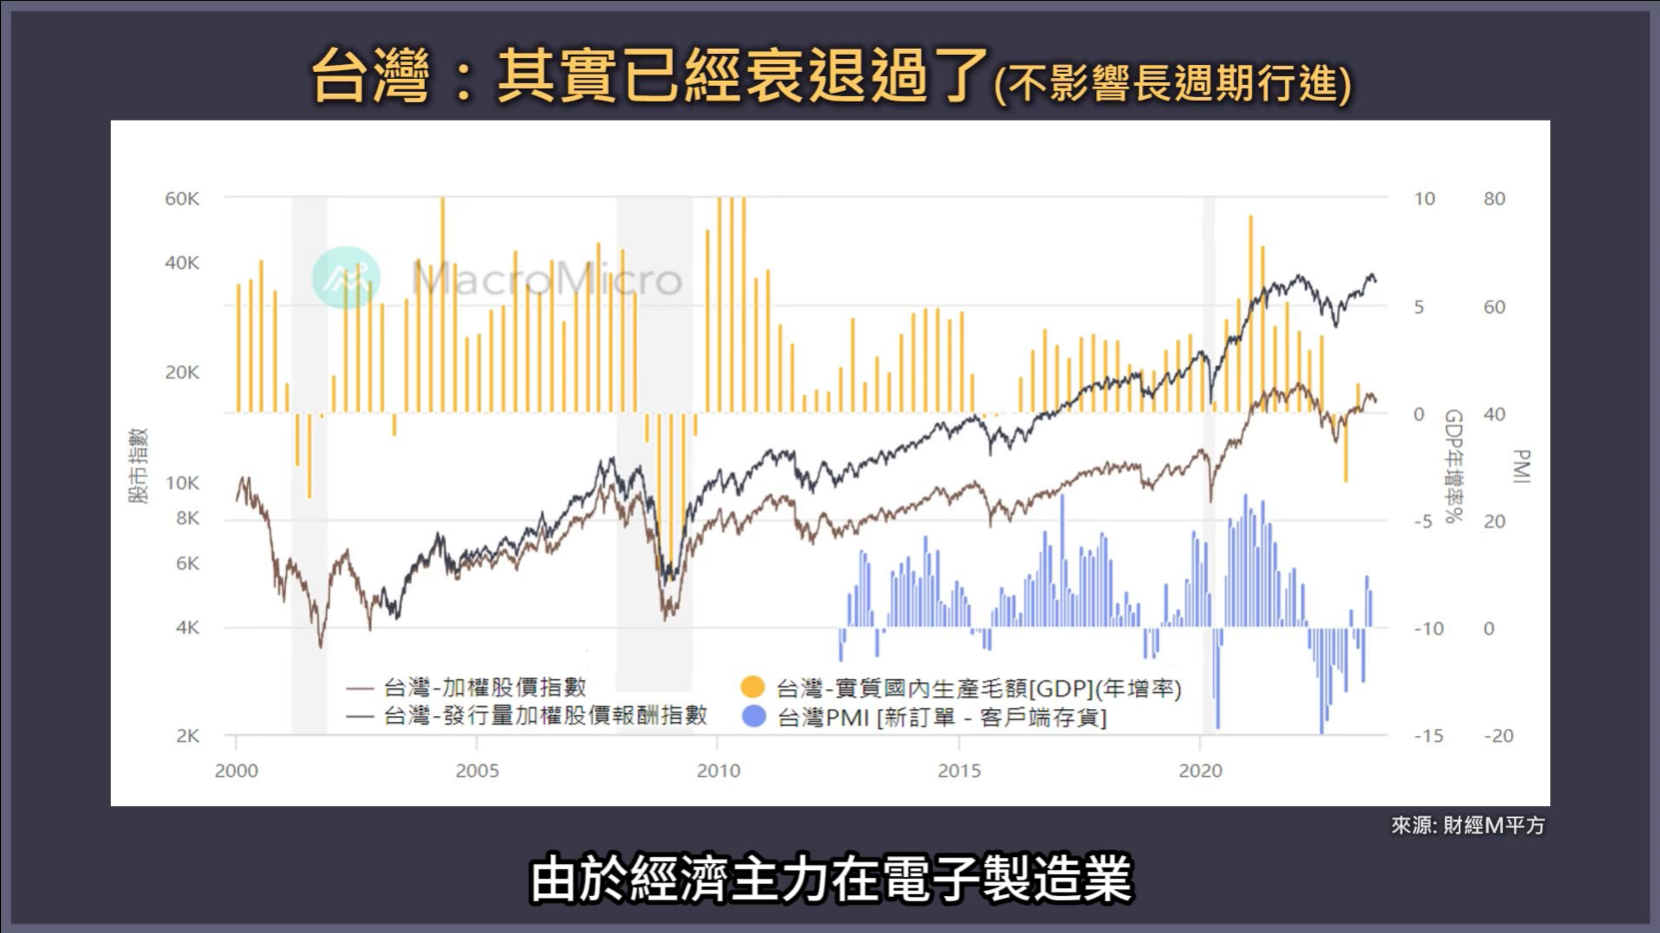 台灣：其實已經衰退過了(不影響長週期行進)
60K
40K
20K
10K
8K
6K
4K
2K
股市指數
MacroMicro
10
5
0
-5
-10
-15
GDP年增率%
80
60
40
20
0
-20
PMI
台灣-加權股價指數
台灣-發行量加權股價報酬指數
台灣-實質國內生產毛額[GDP](年增率)
台灣PMI [新訂單 - 客戶端存貨]
2000
2005
2010
2015
2020
來源: 財經M平方
由於經濟主力在電子製造業